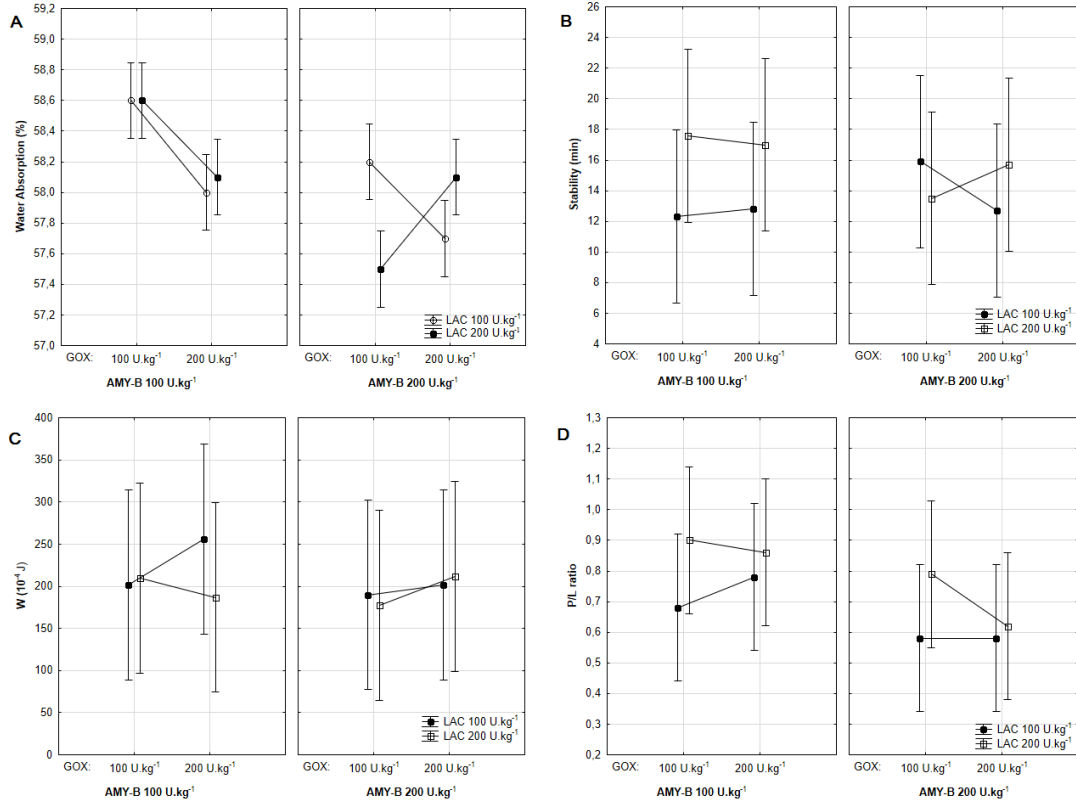 A
59,2
59,0
58,8
58,6
58,4
58,2
58,0
57,8
57,6
57,4
57,2
57,0
Water Absorption (%)
LAC 100 U.kg⁻¹
LAC 200 U.kg⁻¹
GOX: 100 U.kg⁻¹ 200 U.kg⁻¹ 100 U.kg⁻¹ 200 U.kg⁻¹
AMY-B 100 U.kg⁻¹ AMY-B 200 U.kg⁻¹
B
26
24
22
20
18
16
14
12
10
8
6
4
Stability (min)
LAC 100 U.kg⁻¹
LAC 200 U.kg⁻¹
GOX: 100 U.kg⁻¹ 200 U.kg⁻¹ 100 U.kg⁻¹ 200 U.kg⁻¹
AMY-B 100 U.kg⁻¹ AMY-B 200 U.kg⁻¹
C
400
350
300
250
200
150
100
50
0
W (10⁻⁴ J)
LAC 100 U.kg⁻¹
LAC 200 U.kg⁻¹
GOX: 100 U.kg⁻¹ 200 U.kg⁻¹ 100 U.kg⁻¹ 200 U.kg⁻¹
AMY-B 100 U.kg⁻¹ AMY-B 200 U.kg⁻¹
D
1,3
1,2
1,1
1,0
0,9
0,8
0,7
0,6
0,5
0,4
0,3
0,2
P/L ratio
LAC 100 U.kg⁻¹
LAC 200 U.kg⁻¹
GOX: 100 U.kg⁻¹ 200 U.kg⁻¹ 100 U.kg⁻¹ 200 U.kg⁻¹
AMY-B 100 U.kg⁻¹ AMY-B 200 U.kg⁻¹